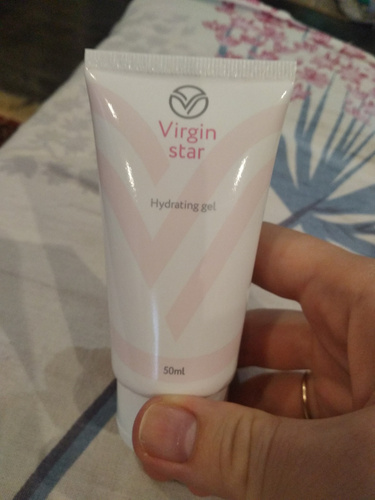 Virgin
star
Hydrating gel
50ml